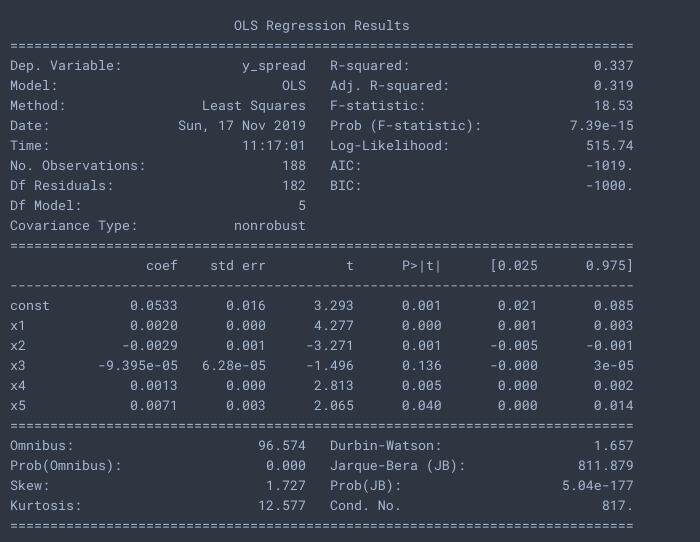 OLS Regression Results
==============================================================================
Dep. Variable: y_spread R-squared: 0.337
Model: OLS Adj. R-squared: 0.319
Method: Least Squares F-statistic: 18.53
Date: Sun, 17 Nov 2019 Prob (F-statistic): 7.39e-15
Time: 11:17:01 Log-Likelihood: 515.74
No. Observations: 188 AIC: -1019.
Df Residuals: 182 BIC: -1000.
Df Model: 5
Covariance Type: nonrobust
==============================================================================
coef std err t P>|t| [0.025 0.975]
------------------------------------------------------------------------------
const 0.0533 0.016 3.293 0.001 0.021 0.085
x1 0.0020 0.000 4.277 0.000 0.001 0.003
x2 -0.0029 0.001 -3.271 0.001 -0.005 -0.001
x3 -9.395e-05 6.28e-05 -1.496 0.136 -0.000 3e-05
x4 0.0013 0.000 2.813 0.005 0.000 0.002
x5 0.0071 0.003 2.065 0.040 0.000 0.014
==============================================================================
Omnibus: 96.574 Durbin-Watson: 1.657
Prob(Omnibus): 0.000 Jarque-Bera (JB): 811.879
Skew: 1.727 Prob(JB): 5.04e-177
Kurtosis: 12.577 Cond. No. 817.
==============================================================================